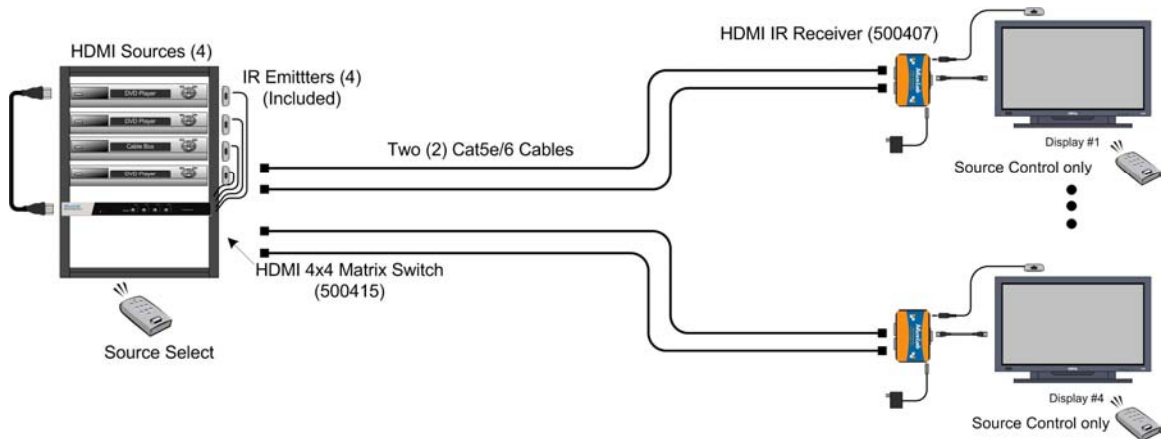 HDMI Sources (4)
DVD Player
DVD Player
Cable Box
DVD Player
IR Emittters (4)
(Included)
HDMI 4x4 Matrix Switch
(500415)
Source Select
Two (2) Cat5e/6 Cables
HDMI IR Receiver (500407)
MuxLab
Display #1
Source Control only
MuxLab
Display #4
Source Control only